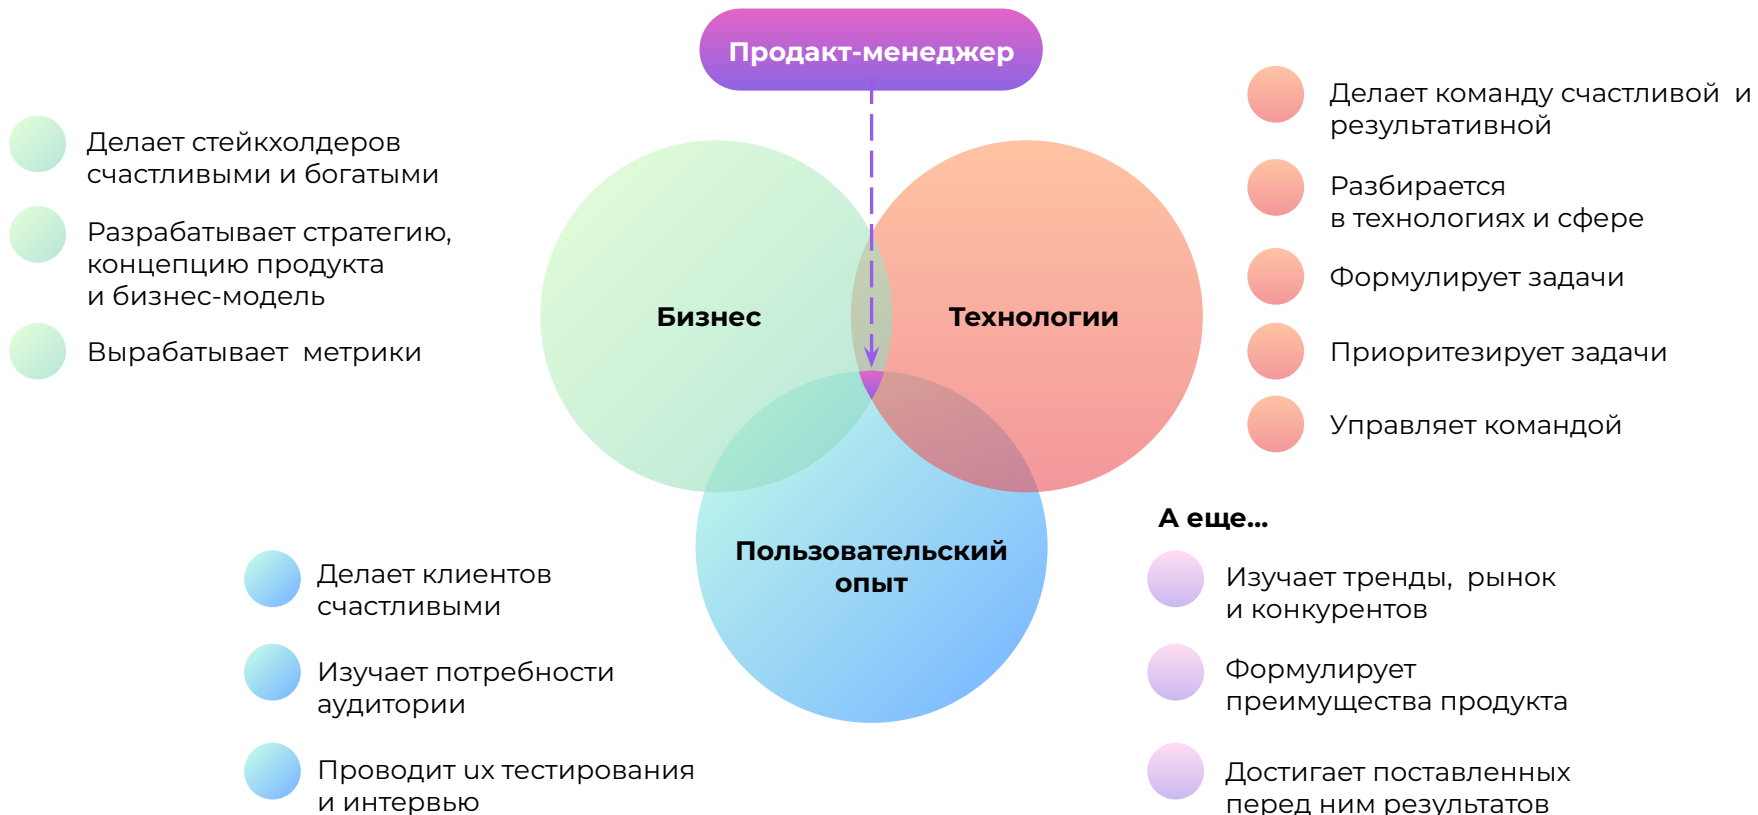 Продакт-менеджер
Делает стейкхолдеров
счастливыми и богатыми
Разрабатывает стратегию,
концепцию продукта
и бизнес-модель
Вырабатывает метрики
Бизнес
Технологии
Пользовательский
опыт
Делает команду счастливой и
результативной
Разбирается
в технологиях и сфере
Формулирует задачи
Приоритезирует задачи
Управляет командой
Делает клиентов
счастливыми
Изучает потребности
аудитории
Проводит ux тестирования
и интервью
А еще...
Изучает тренды, рынок
и конкурентов
Формулирует
преимущества продукта
Достигает поставленных
перед ним результатов